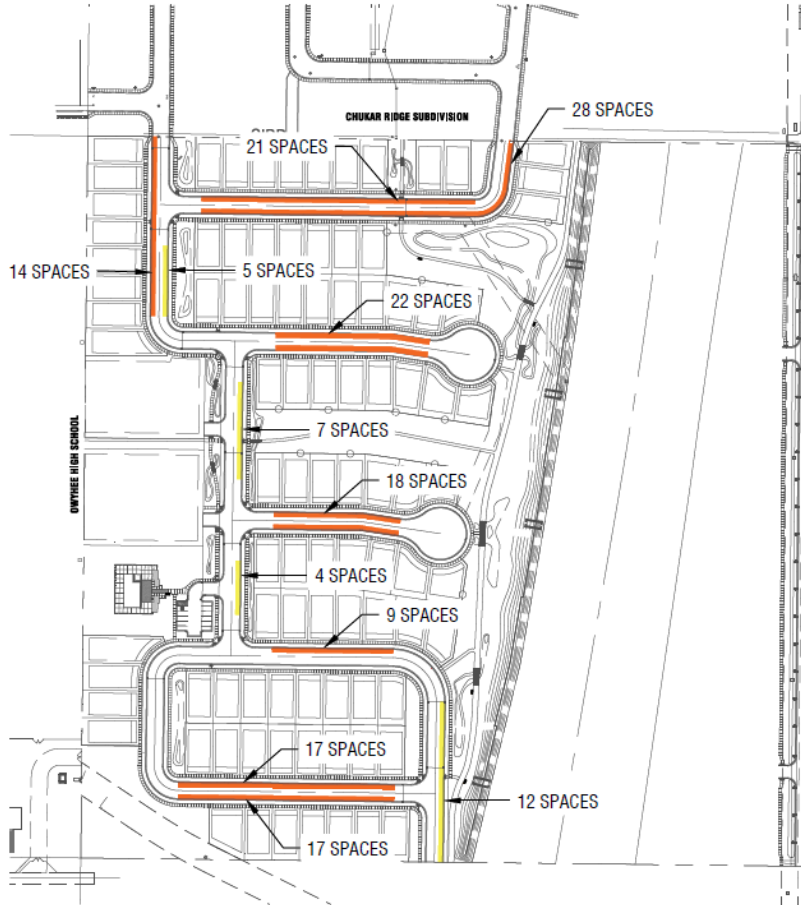 28 SPACES
CHUKAR RIDGE SUBDIVISION
21 SPACES
14 SPACES
5 SPACES
22 SPACES
OWYHEE HIGH SCHOOL
7 SPACES
18 SPACES
4 SPACES
9 SPACES
17 SPACES
12 SPACES
17 SPACES